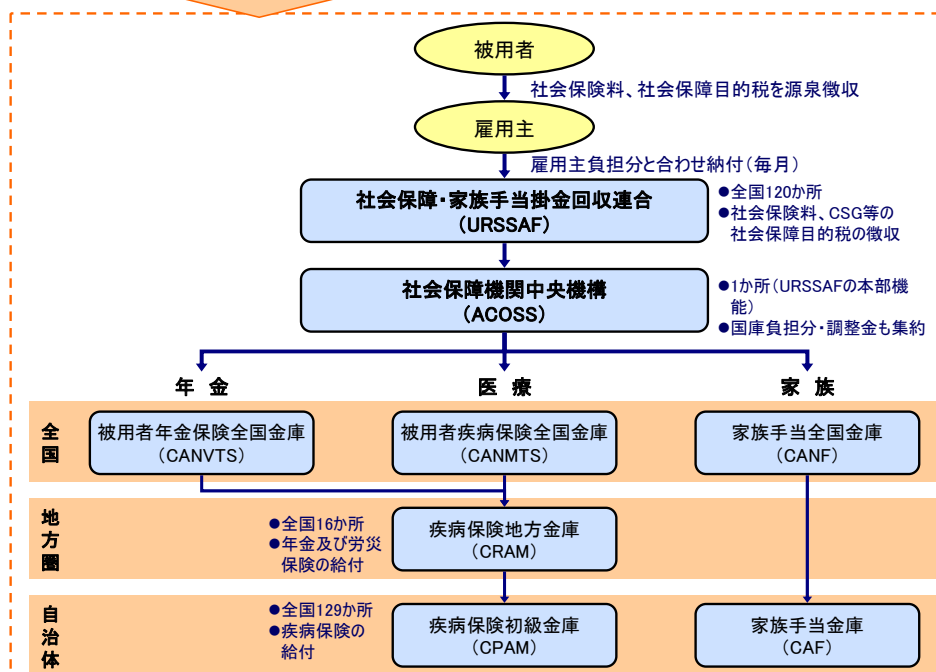 被用者
社会保険料、社会保障目的税を源泉徴収
雇用主
雇用主負担分と合わせ納付(毎月)
社会保障・家族手当掛金回収連合
(URSSAF)
●全国120か所
●社会保険料、CSG等の
社会保障目的税の徴収
社会保障機関中央機構
(ACOSS)
●1か所(URSSAFの本部機
能)
●国庫負担分・調整金も集約
年 金
医 療
家 族
全国
被用者年金保険全国金庫
(CANVTS)
被用者疾病保険全国金庫
(CANMTS)
家族手当全国金庫
(CANF)
地方圏
●全国16か所
●年金及び労災
保険の給付
疾病保険地方金庫
(CRAM)
自治体
●全国129か所
●疾病保険の
給付
疾病保険初級金庫
(CPAM)
家族手当金庫
(CAF)